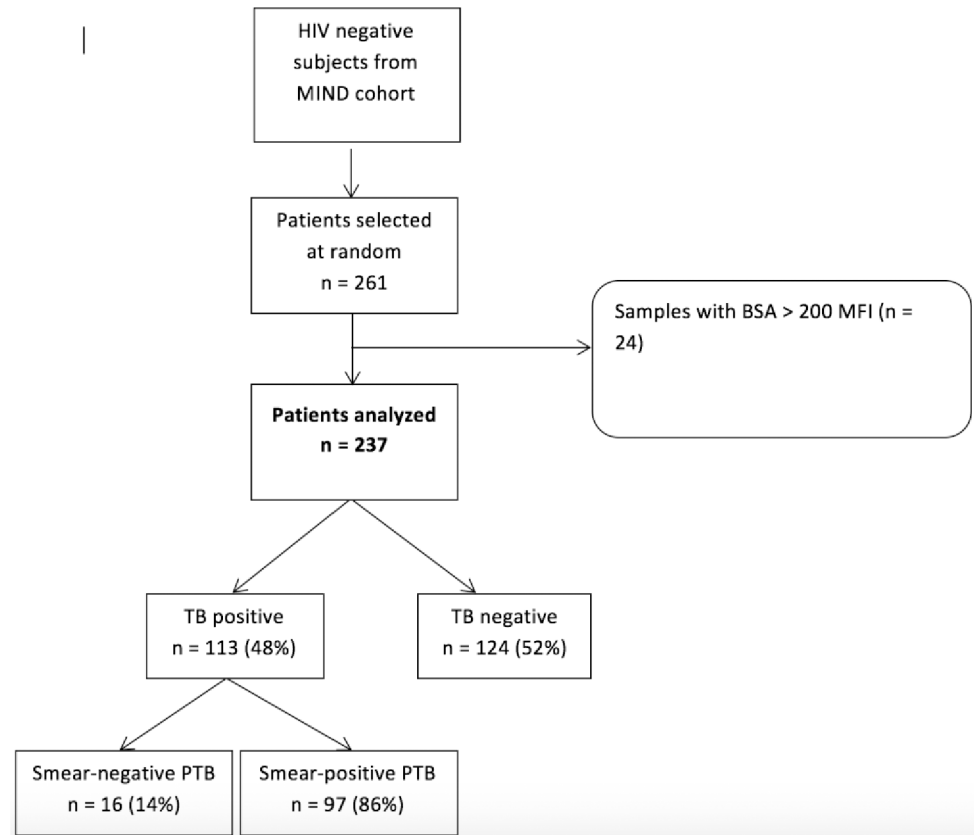 HIV negative
subjects from
MIND cohort
Patients selected
at random
n = 261
Samples with BSA > 200 MFI (n =
24)
Patients analyzed
n = 237
TB positive
n = 113 (48%)
TB negative
n = 124 (52%)
Smear-negative PTB
n = 16 (14%)
Smear-positive PTB
n = 97 (86%)